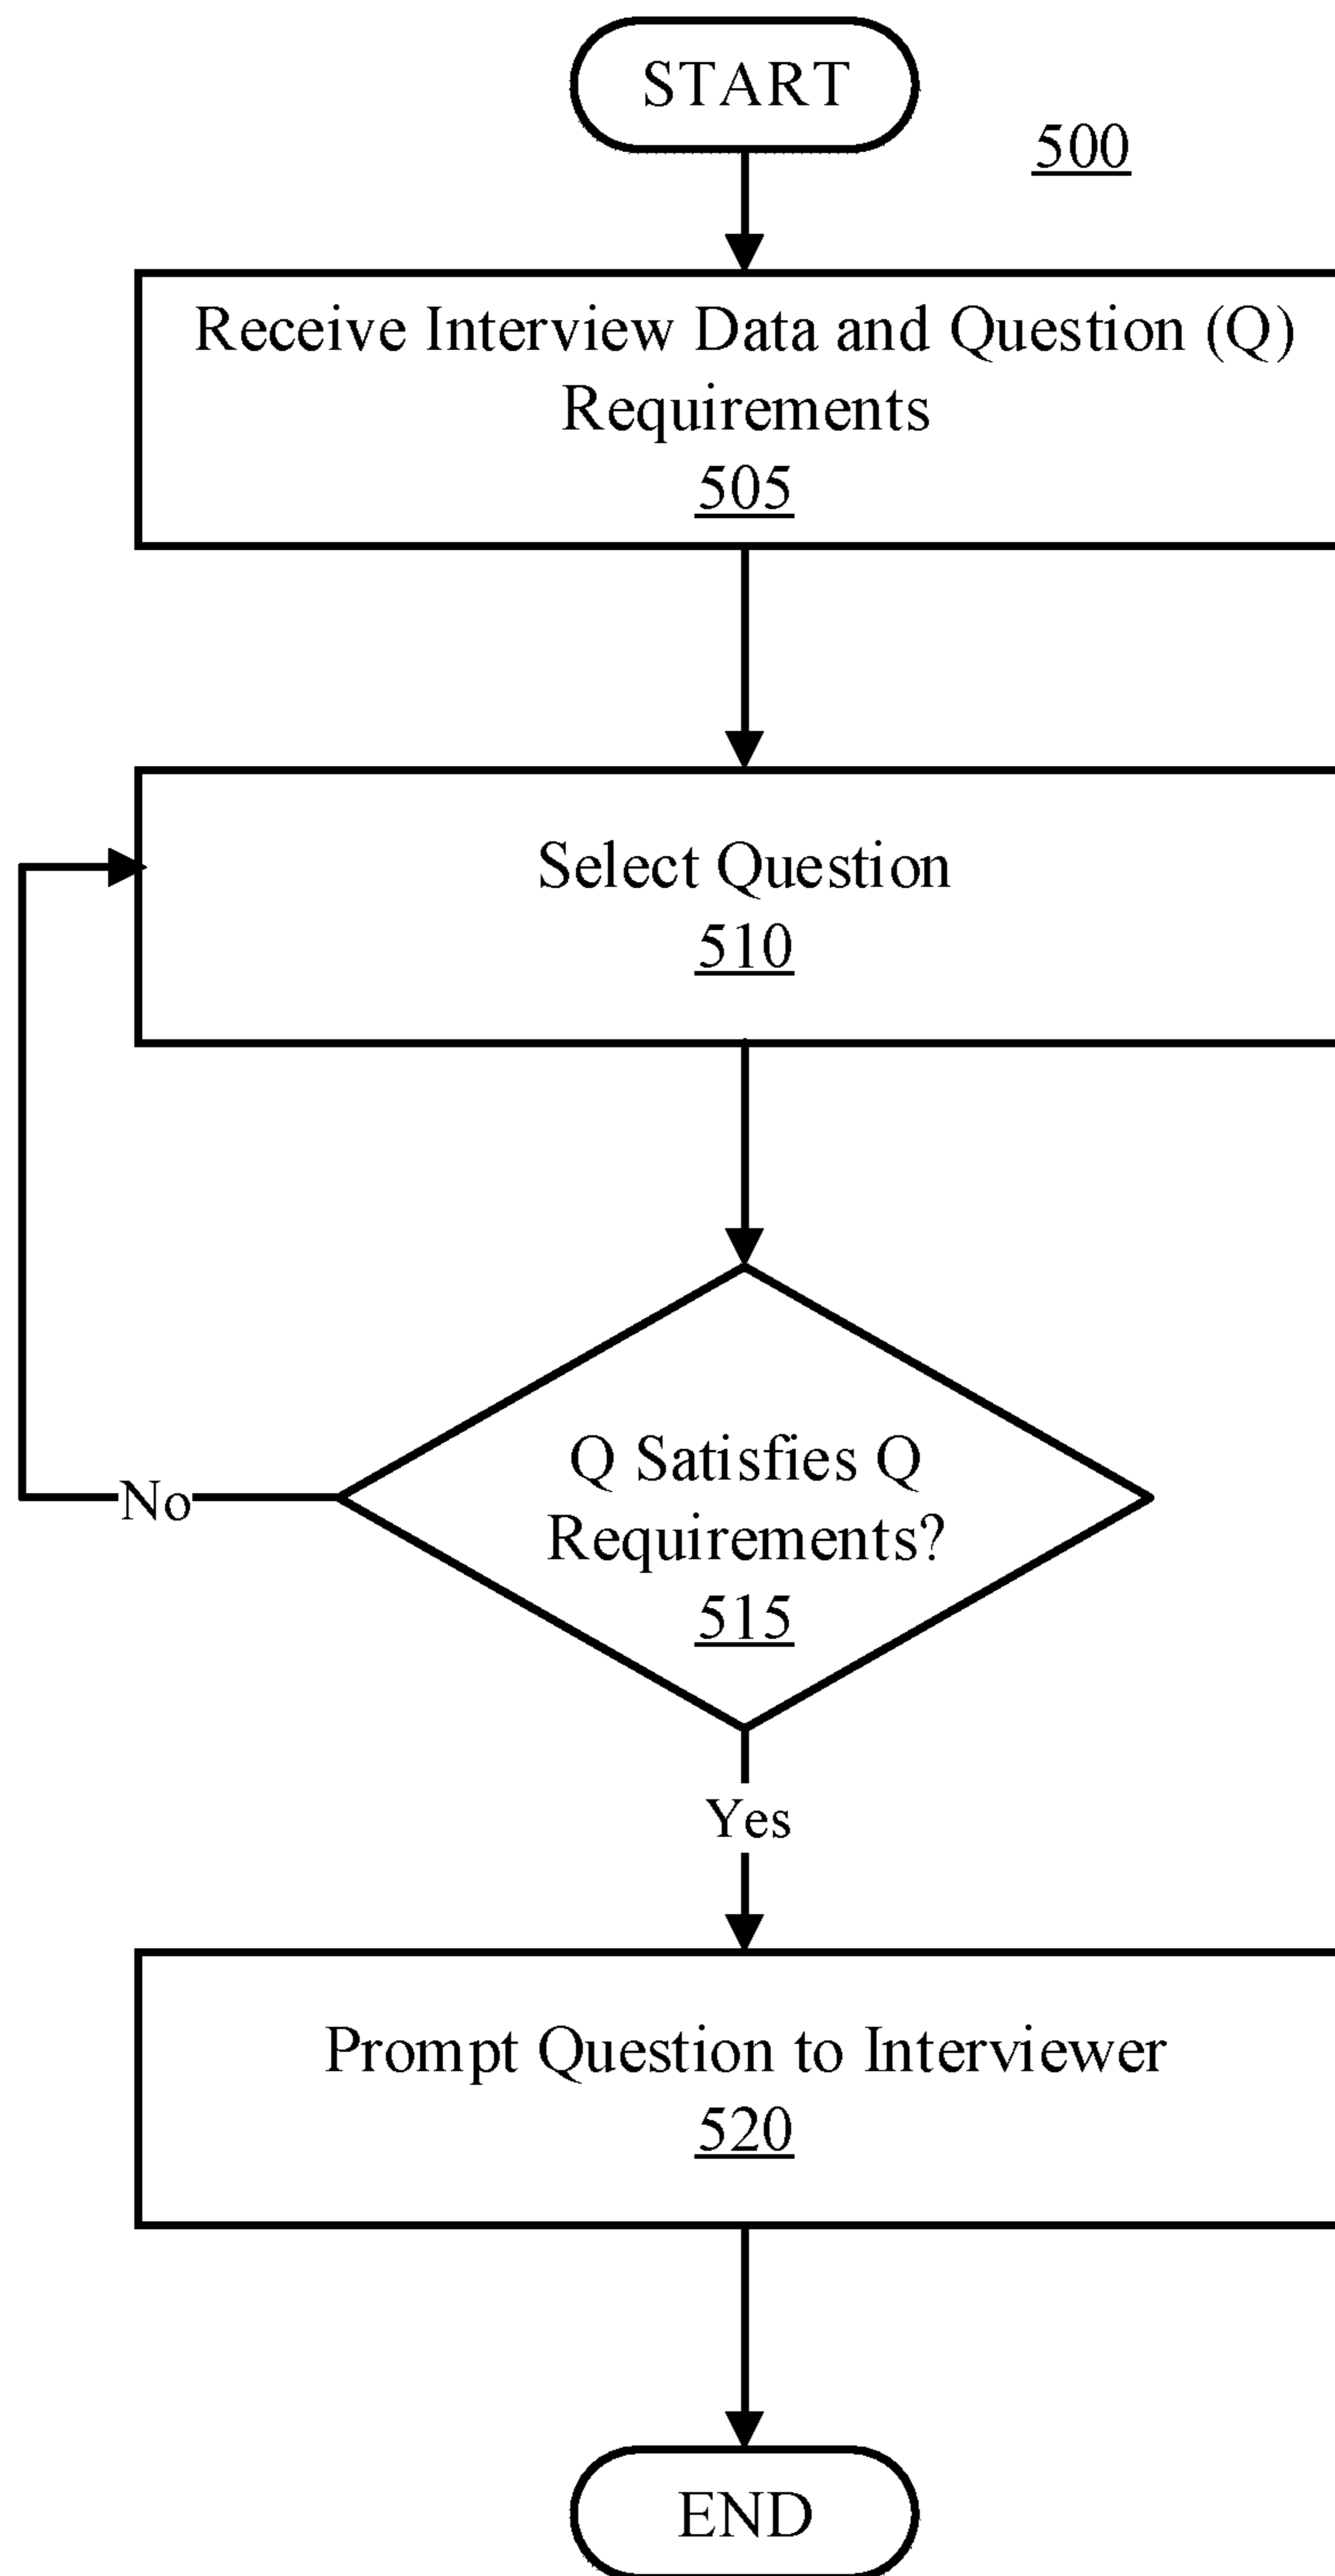 START
500
Receive Interview Data and Question (Q)
Requirements
505
Select Question
510
Q Satisfies Q
Requirements?
515
No
Yes
Prompt Question to Interviewer
520
END